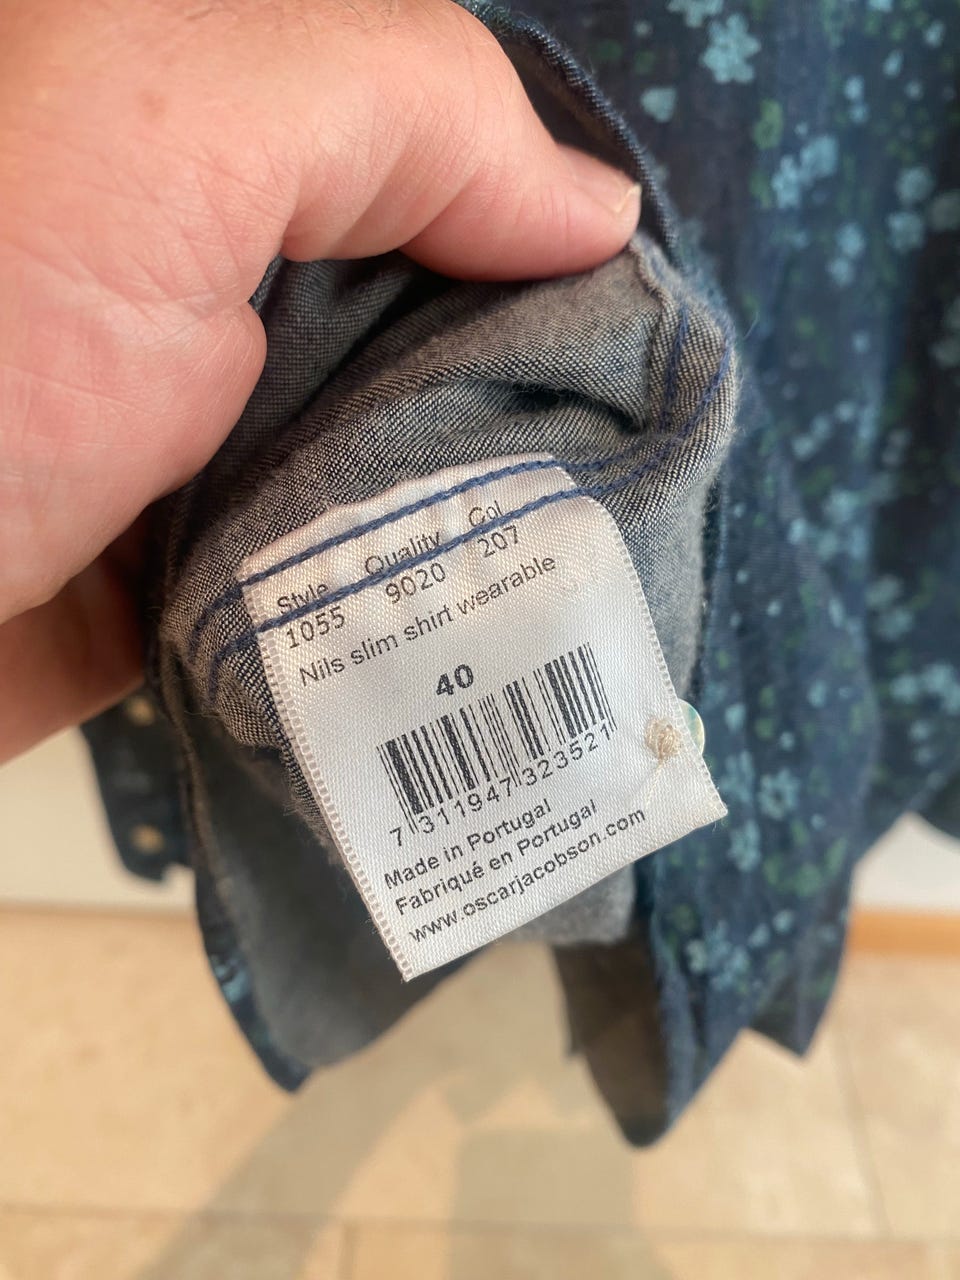 Style Quality Col
1055 9020 207
Nils slim shirt wearable
40
7 311947 323521
Made in Portugal
Fabriqué en Portugal
www.oscarjacobson.com